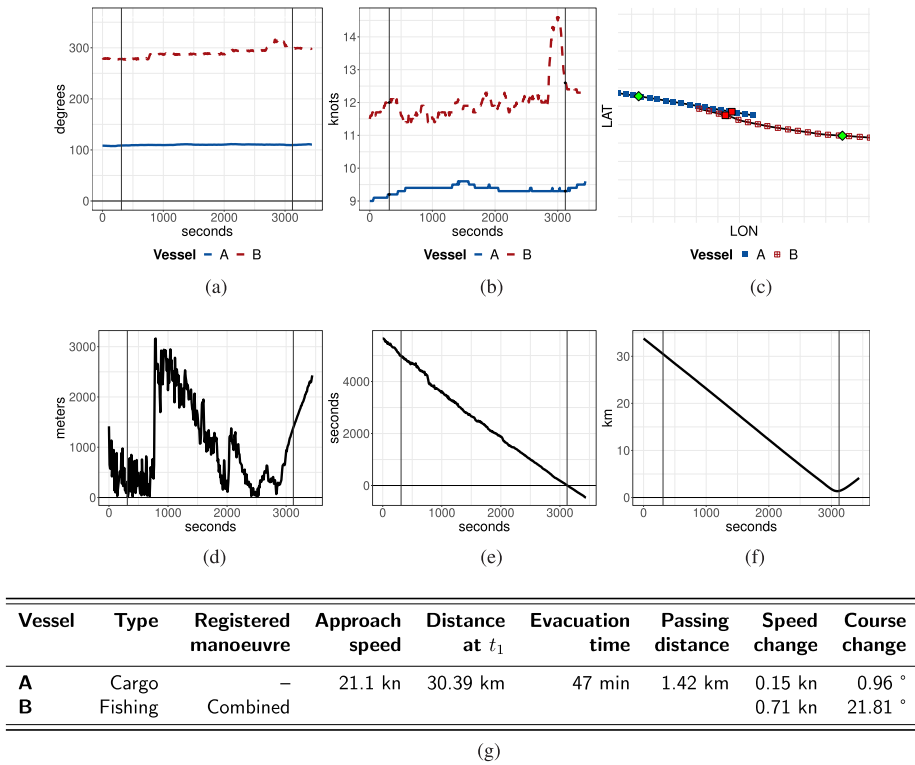 300
200
100
0
degrees
0
1000
2000
3000
seconds
Vessel A B
(a)
14
13
12
11
10
9
knots
0
1000
2000
3000
seconds
Vessel A B
(b)
LAT
LON
Vessel A B
(c)
3000
2000
1000
0
meters
0
1000
2000
3000
seconds
(d)
4000
2000
0
seconds
0
1000
2000
3000
seconds
(e)
30
20
10
0
km
0
1000
2000
3000
seconds
(f)
Vessel Type Registered Approach Distance Evacuation Passing Speed Course
manoeuvre speed at t₁ time distance change change
A Cargo – 21.1 kn 30.39 km 47 min 1.42 km 0.15 kn 0.96 °
B Fishing Combined 0.71 kn 21.81 °
(g)